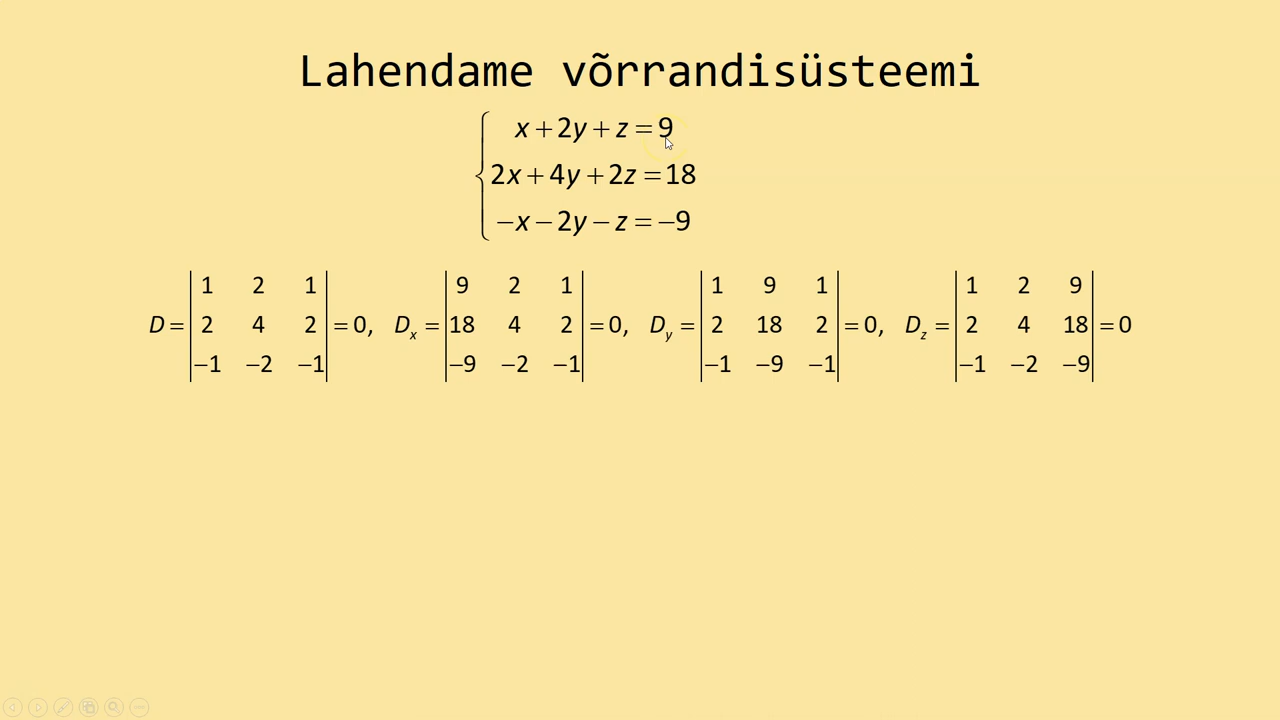 Lahendame võrrandisüsteemi
x + 2y + z = 9
2x + 4y + 2z = 18
−x − 2y − z = −9
D = | 1 2 1 | = 0, Dx = | 9 2 1 | = 0, Dy = | 1 9 1 | = 0, Dz = | 1 2 9 | = 0
| 2 4 2 | | 18 4 2 | | 2 18 2 | | 2 4 18 |
| −1 −2 −1 | | −9 −2 −1 | | −1 −9 −1 | | −1 −2 −9 |